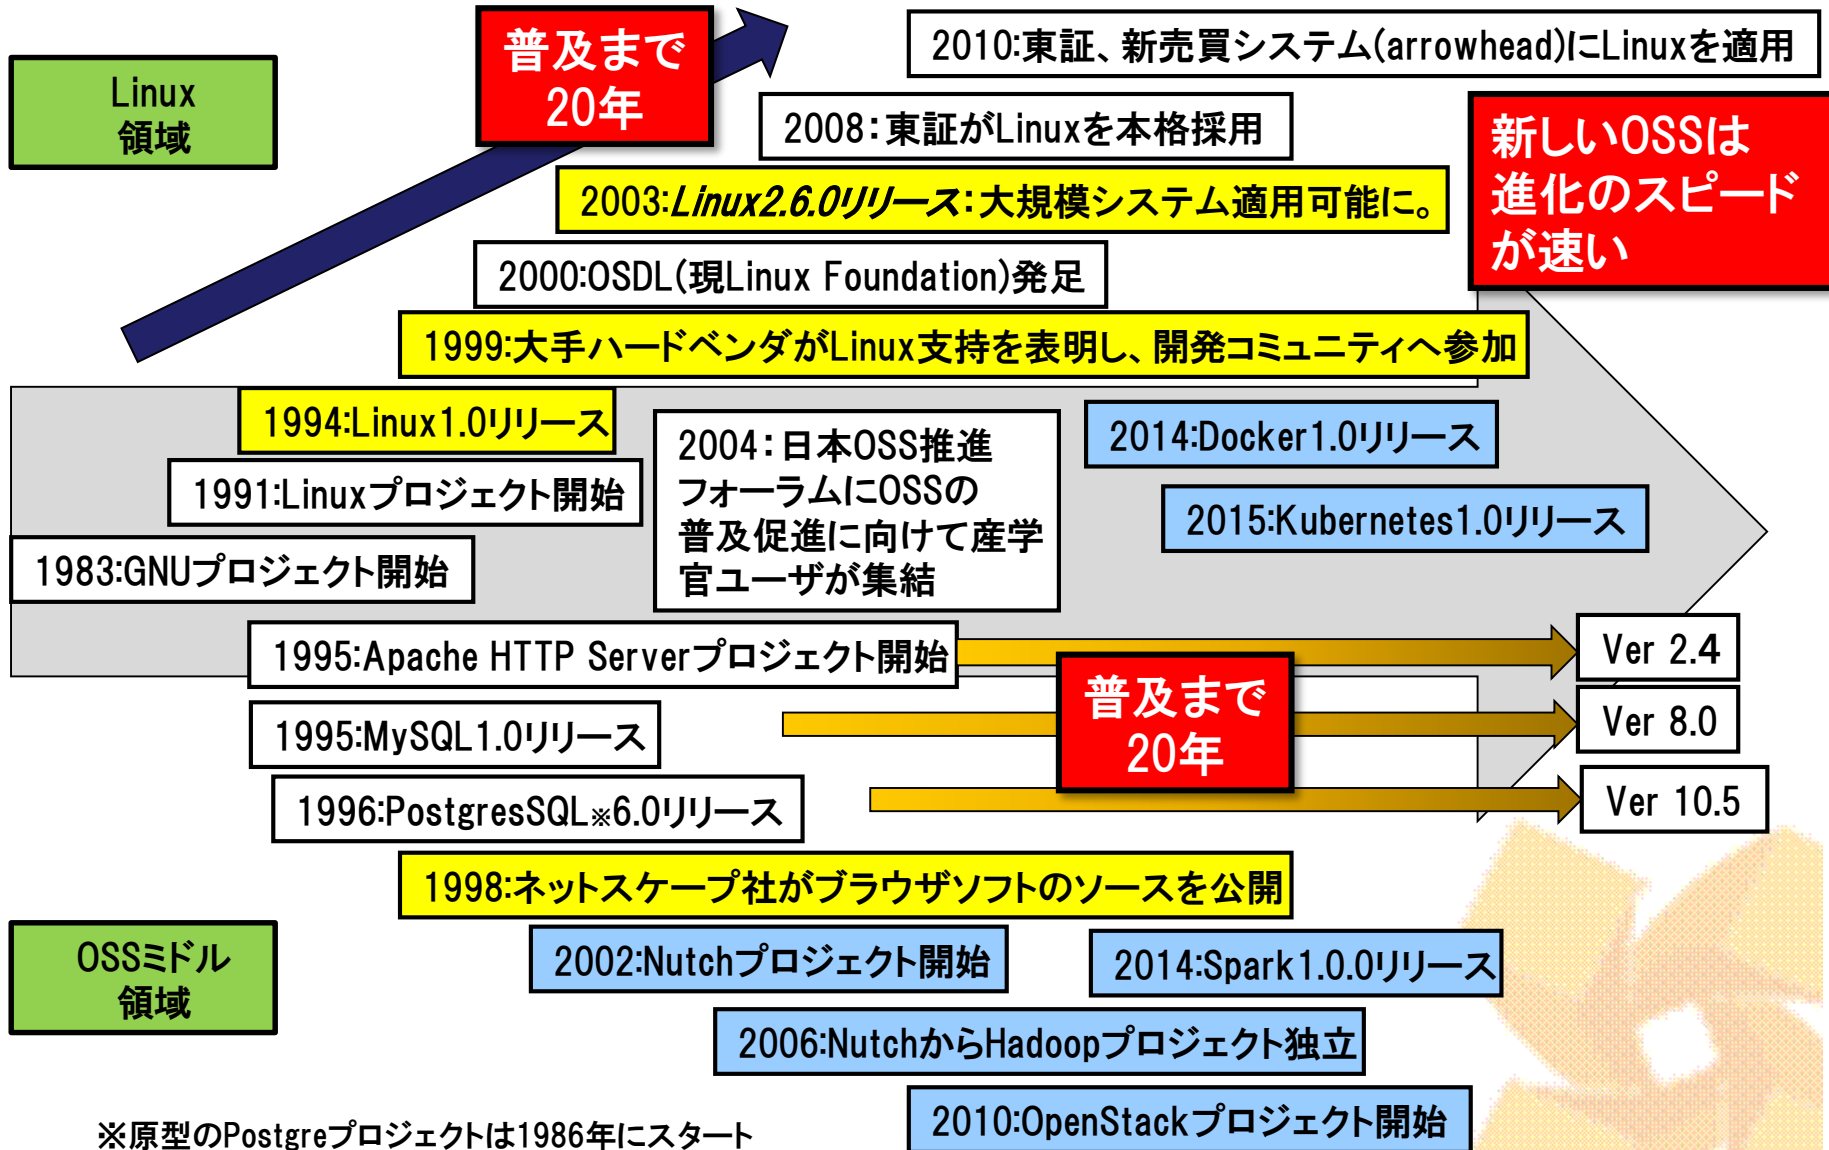 Linux
領域
普及まで
20年
2010:東証、新売買システム(arrowhead)にLinuxを適用
2008:東証がLinuxを本格採用
新しいOSSは
進化のスピード
が速い
2003:Linux2.6.0リリース:大規模システム適用可能に。
2000:OSDL(現Linux Foundation)発足
1999:大手ハードベンダがLinux支持を表明し、開発コミュニティへ参加
1994:Linux1.0リリース
1991:Linuxプロジェクト開始
1983:GNUプロジェクト開始
2004:日本OSS推進
フォーラムにOSSの
普及促進に向けて産学
官ユーザが集結
2014:Docker1.0リリース
2015:Kubernetes1.0リリース
1995:Apache HTTP Serverプロジェクト開始
Ver 2.4
1995:MySQL1.0リリース
普及まで
20年
Ver 8.0
1996:PostgresSQL※6.0リリース
Ver 10.5
1998:ネットスケープ社がブラウザソフトのソースを公開
OSSミドル
領域
2002:Nutchプロジェクト開始
2014:Spark1.0.0リリース
2006:NutchからHadoopプロジェクト独立
2010:OpenStackプロジェクト開始
※原型のPostgreプロジェクトは1986年にスタート